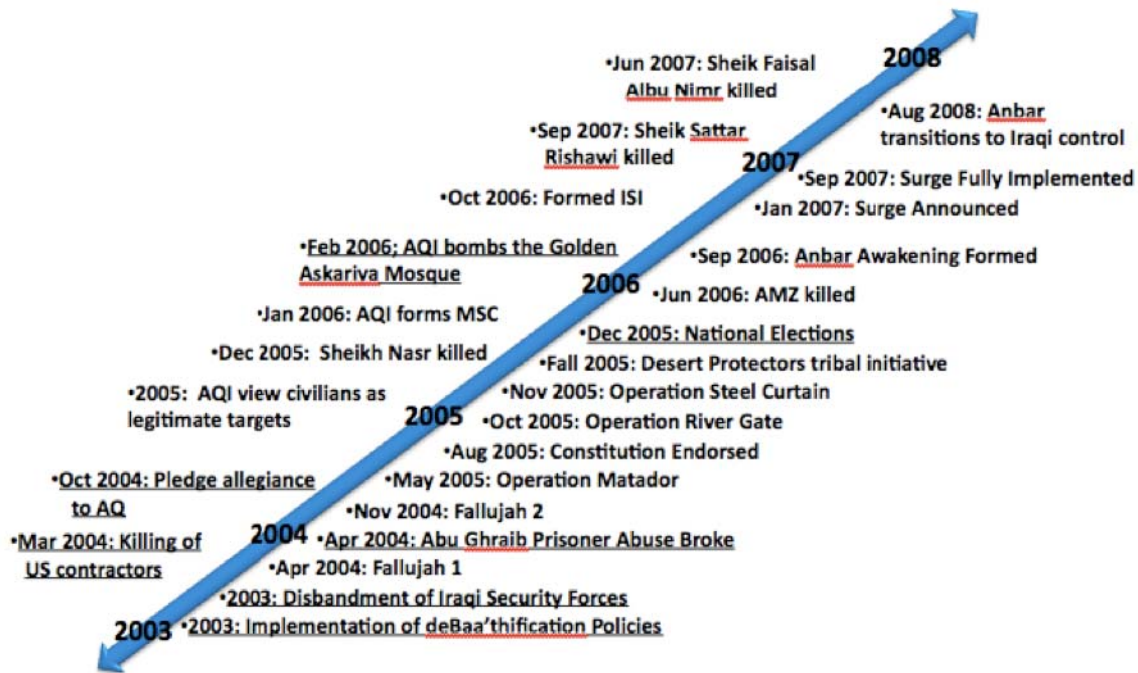 2008
•Jun 2007: Sheik Faisal
Albu Nimr killed
•Aug 2008: Anbar
transitions to Iraqi control
•Sep 2007: Sheik Sattar
Rishawi killed
2007
•Sep 2007: Surge Fully Implemented
•Oct 2006: Formed ISI
•Jan 2007: Surge Announced
•Feb 2006; AQI bombs the Golden
Askariva Mosque
•Sep 2006: Anbar Awakening Formed
2006
•Jun 2006: AMZ killed
•Jan 2006: AQI forms MSC
•Dec 2005: National Elections
•Dec 2005: Sheikh Nasr killed
•Fall 2005: Desert Protectors tribal initiative
•2005: AQI view civilians as
legitimate targets
•Nov 2005: Operation Steel Curtain
2005
•Oct 2005: Operation River Gate
•Aug 2005: Constitution Endorsed
•Oct 2004: Pledge allegiance
to AQ
•May 2005: Operation Matador
•Nov 2004: Fallujah 2
2004
•Mar 2004: Killing of
US contractors
•Apr 2004: Abu Ghraib Prisoner Abuse Broke
•Apr 2004: Fallujah 1
•2003: Disbandment of Iraqi Security Forces
2003
•2003: Implementation of deBaa'thification Policies